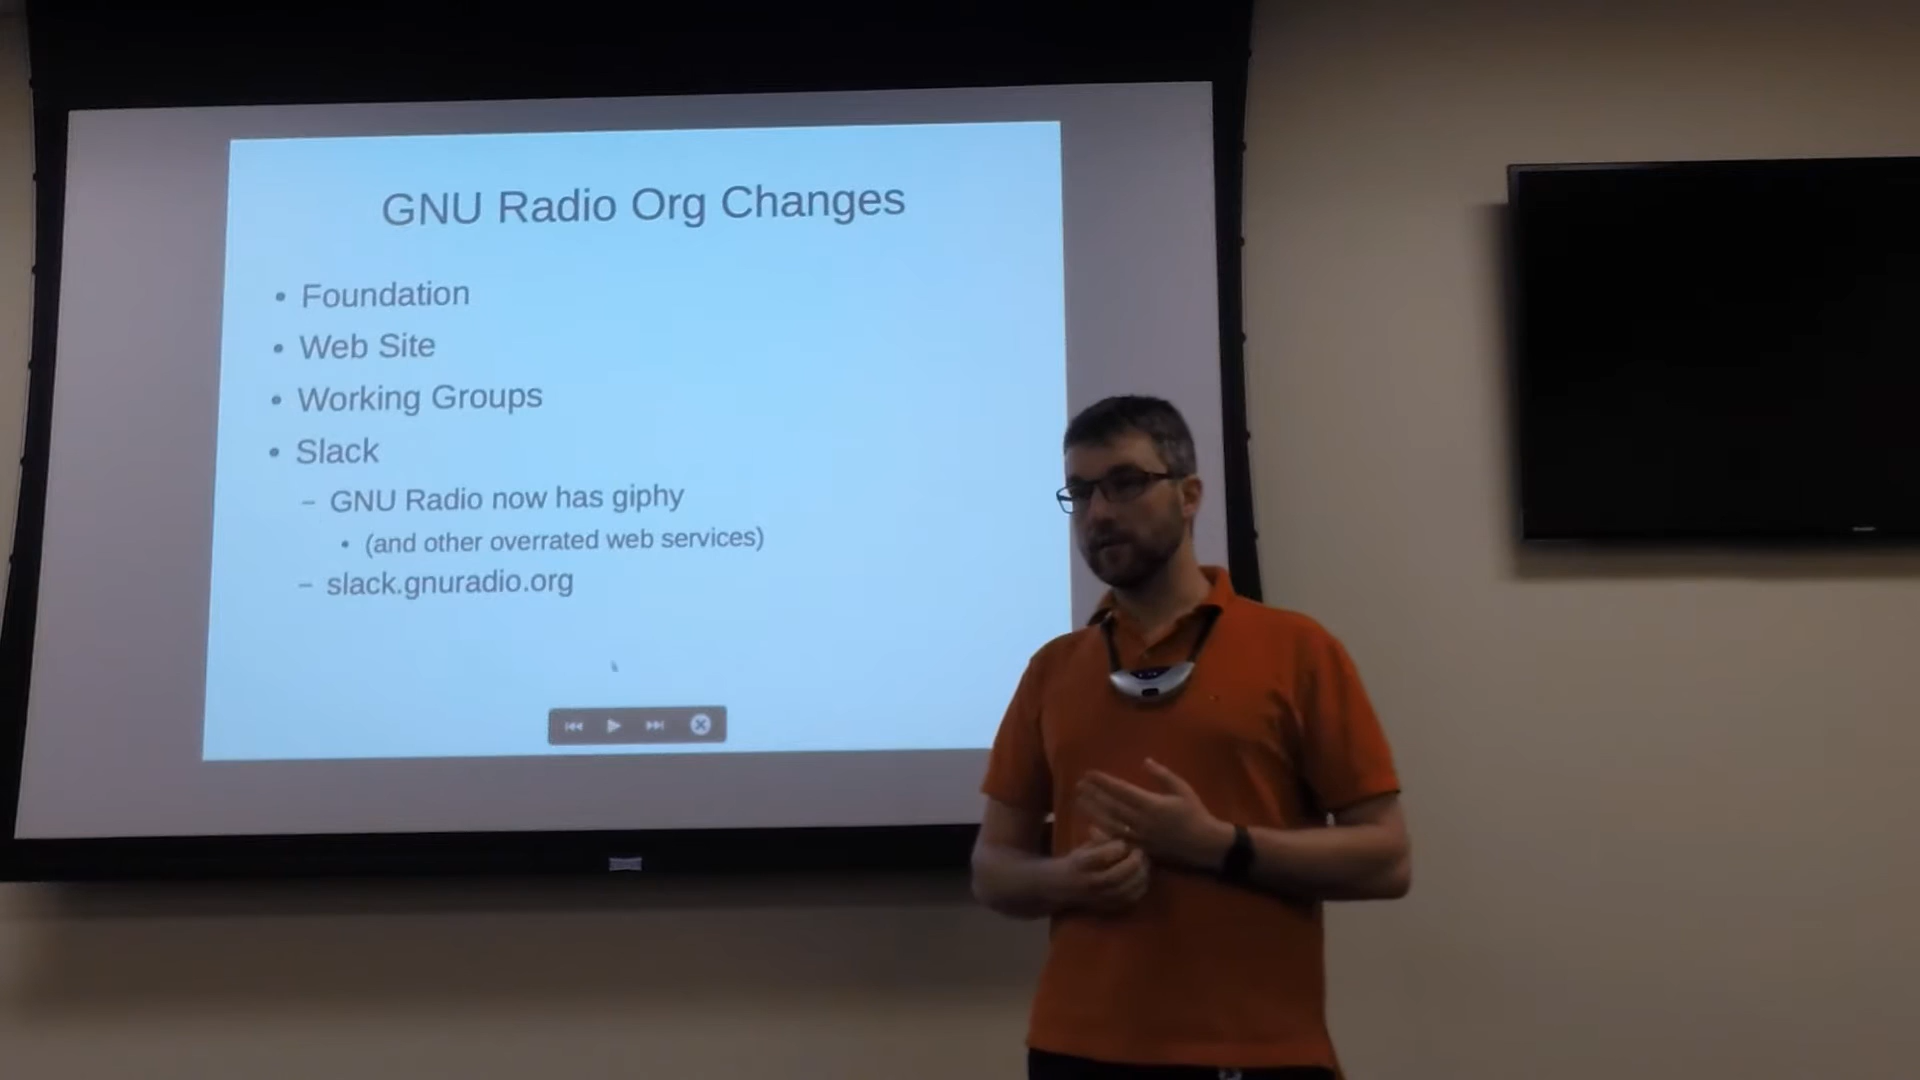 GNU Radio Org Changes
• Foundation
• Web Site
• Working Groups
• Slack
– GNU Radio now has giphy
• (and other overrated web services)
– slack.gnuradio.org